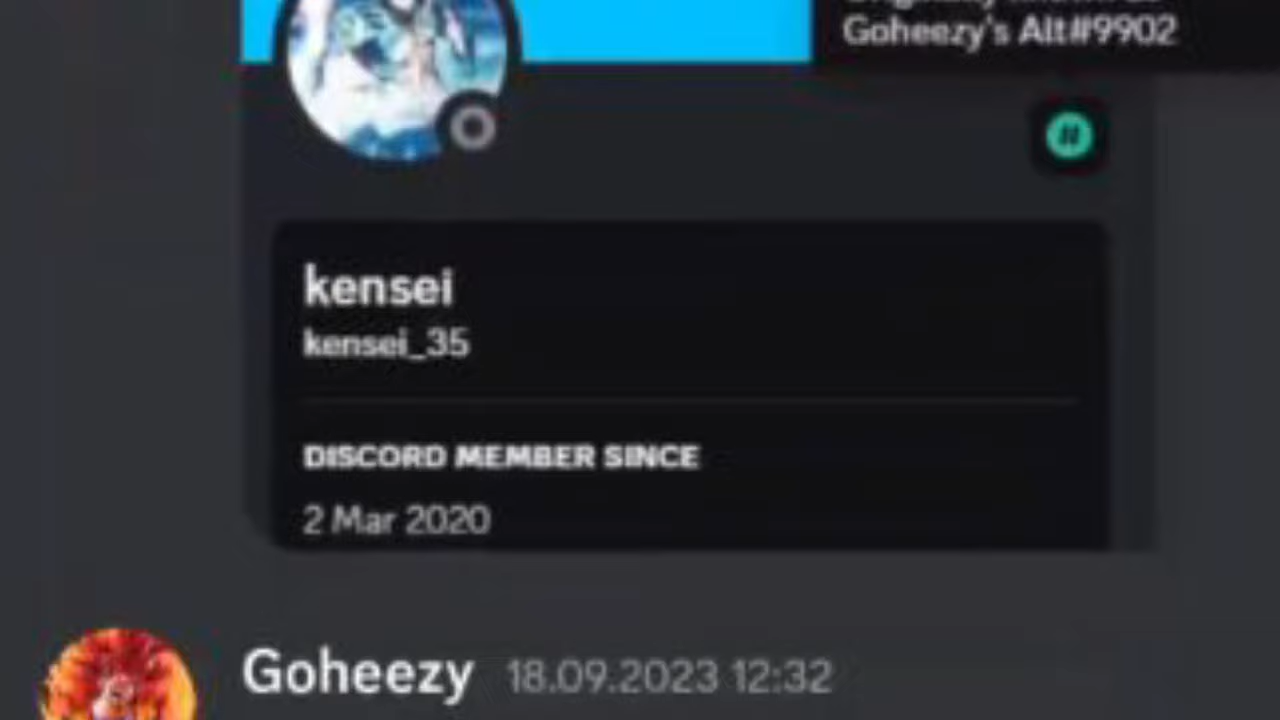 Goheezy's Alt#9902
kensei
kensei_35
DISCORD MEMBER SINCE
2 Mar 2020
Goheezy 18.09.2023 12:32